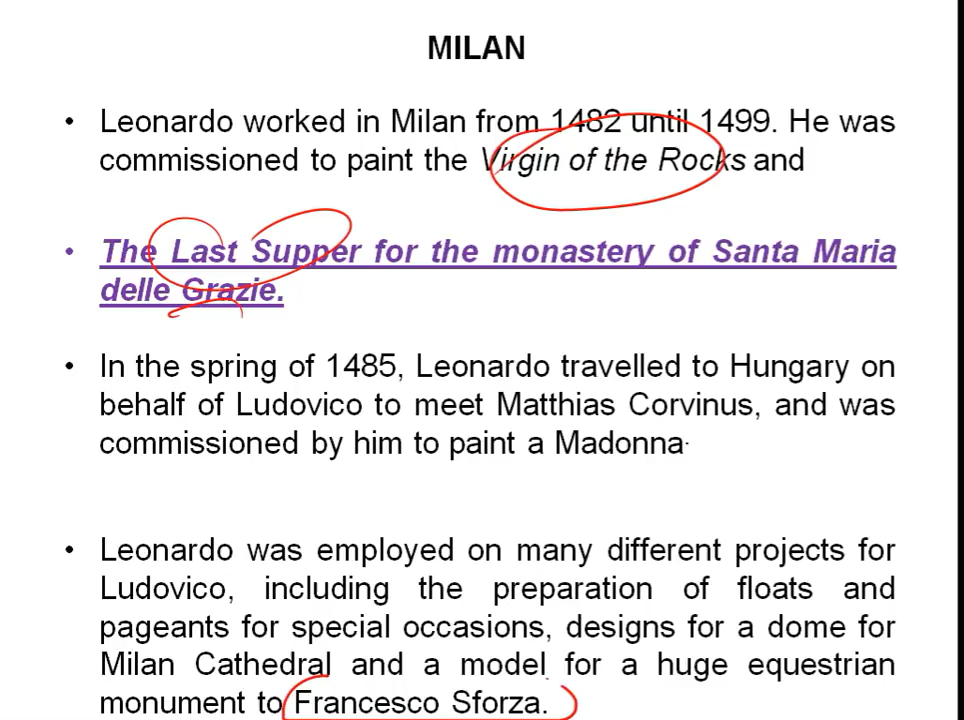 MILAN
• Leonardo worked in Milan from 1482 until 1499. He was
commissioned to paint the Virgin of the Rocks and
• The Last Supper for the monastery of Santa Maria
delle Grazie.
• In the spring of 1485, Leonardo travelled to Hungary on
behalf of Ludovico to meet Matthias Corvinus, and was
commissioned by him to paint a Madonna
• Leonardo was employed on many different projects for
Ludovico, including the preparation of floats and
pageants for special occasions, designs for a dome for
Milan Cathedral and a model for a huge equestrian
monument to Francesco Sforza.